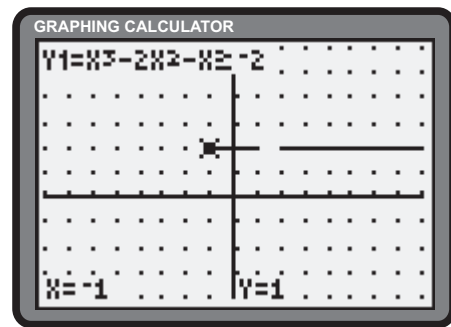 GRAPHING CALCULATOR
Y1=X³-2X²-X≥-2
X=-1 Y=1